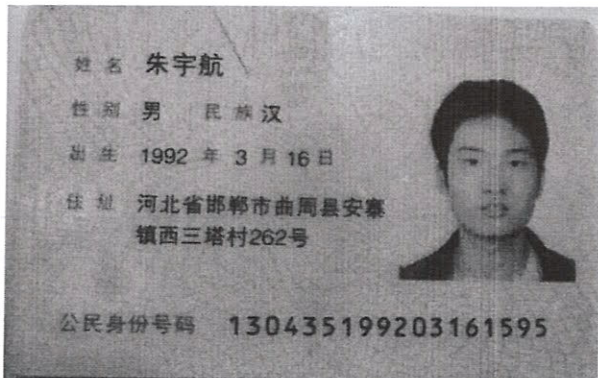 姓名 朱宇航
性别 男 民族 汉
出生 1992 年 3 月 16 日
住址 河北省邯郸市曲周县安寨
镇西三塔村262号
公民身份号码 130435199203161595